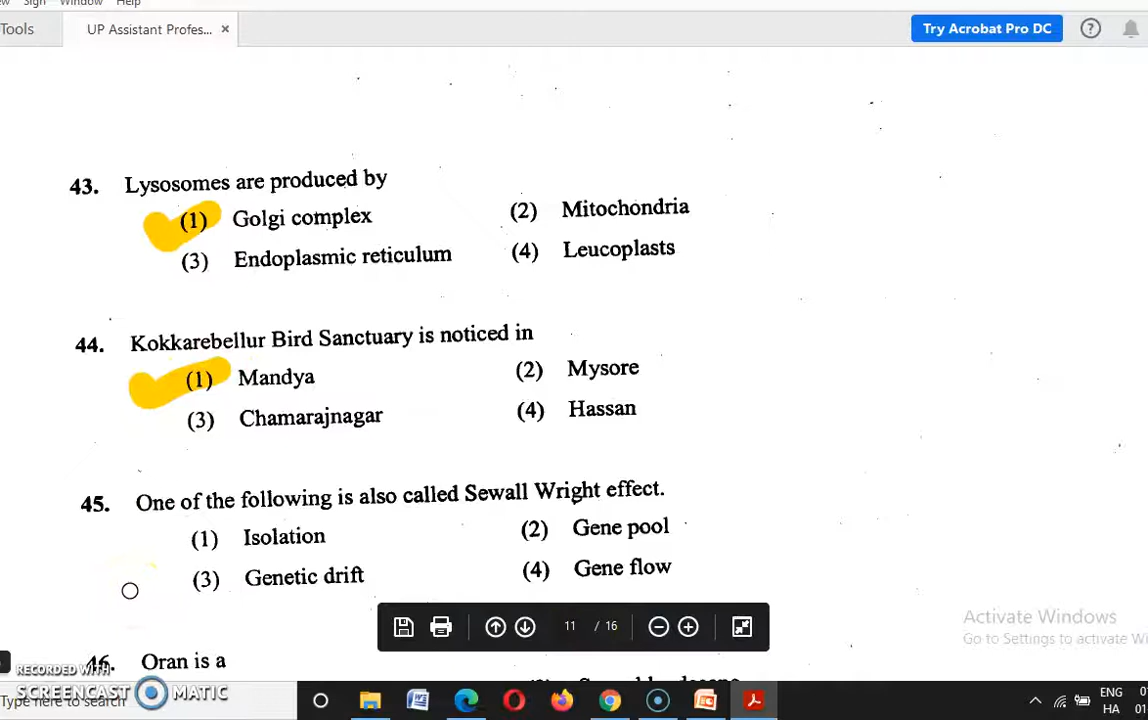 Sign Window Help
Tools UP Assistant Profes... × Try Acrobat Pro DC ?
43. Lysosomes are produced by
(1) Golgi complex (2) Mitochondria
(3) Endoplasmic reticulum (4) Leucoplasts
44. Kokkarebellur Bird Sanctuary is noticed in
(1) Mandya (2) Mysore
(3) Chamarajnagar (4) Hassan
45. One of the following is also called Sewall Wright effect.
(1) Isolation (2) Gene pool
(3) Genetic drift (4) Gene flow
11 / 16
Activate Windows
Go to Settings to activate
46. Oran is a
RECORDED WITH
SCREENCAST MATIC
Type here to search
ENG
HA